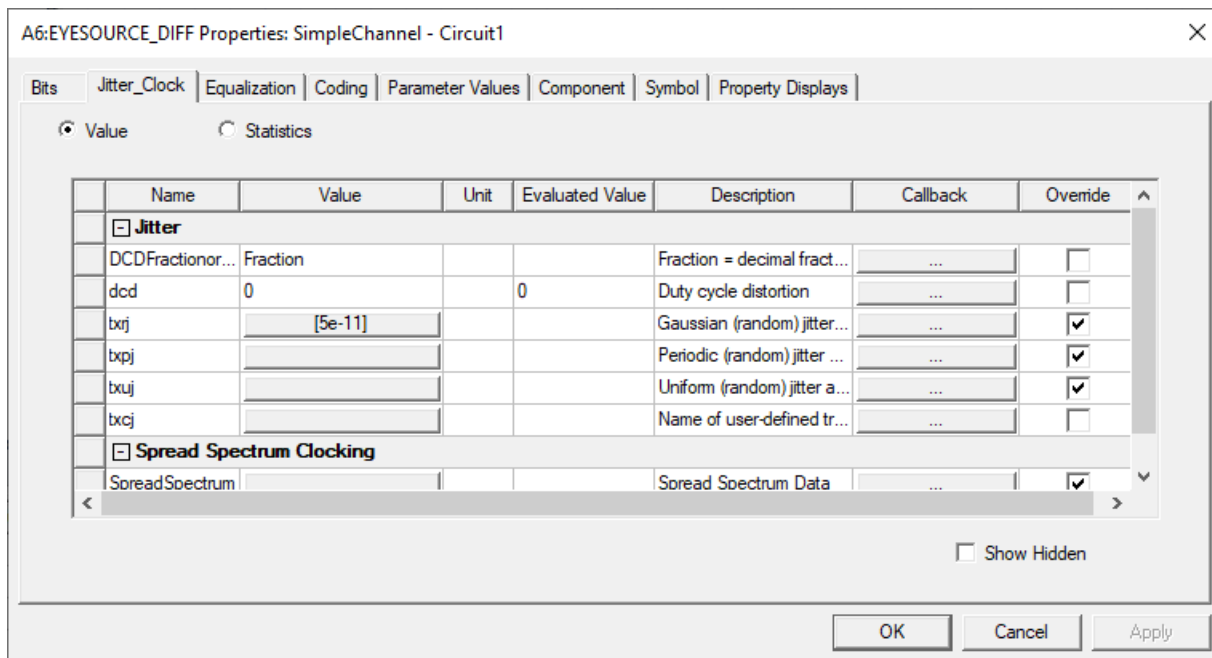 A6:EYESOURCE_DIFF Properties: SimpleChannel - Circuit1
Bits Jitter_Clock Equalization Coding Parameter Values Component Symbol Property Displays
Value Statistics
Name Value Unit Evaluated Value Description Callback Override
Jitter
DCDFractionor... Fraction Fraction = decimal fract... ...
dcd 0 0 Duty cycle distortion ...
txrj [5e-11] Gaussian (random) jitter... ...
txpj Periodic (random) jitter ... ...
txuj Uniform (random) jitter a... ...
txcj Name of user-defined tr... ...
Spread Spectrum Clocking
SpreadSpectrum Spread Spectrum Data ...
Show Hidden
OK Cancel Apply